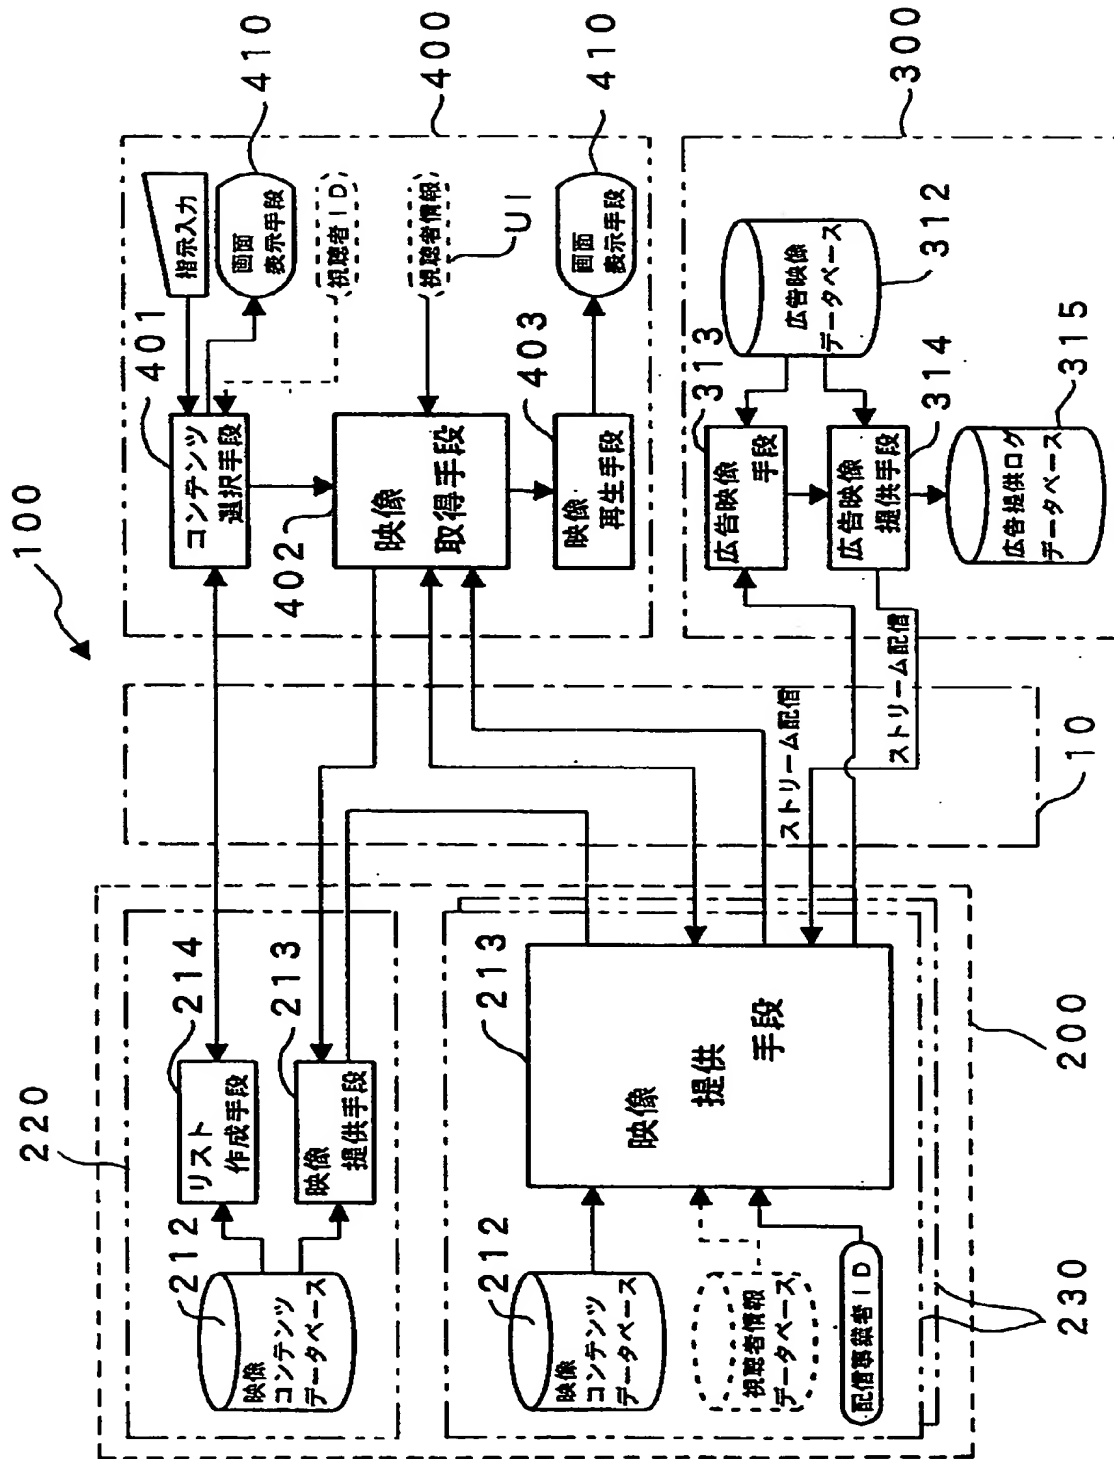 100
220
212
映像
コンテンツ
データベース
214
リスト
作成手段
213
映像
提供手段
401
コンテンツ
選択手段
指示入力
画面
表示手段
410
視聴者ID
402
映像
取得手段
視聴者情報
UI
400
403
映像
再生手段
画面
表示手段
410
212
映像
コンテンツ
データベース
視聴者情報
データベース
配信事業者ID
213
映像
提供
手段
230
200
10
ストリーム配信
ストリーム配信
313
広告映像
手段
広告映像
データベース
312
314
広告映像
提供手段
315
広告提供ログ
データベース
300